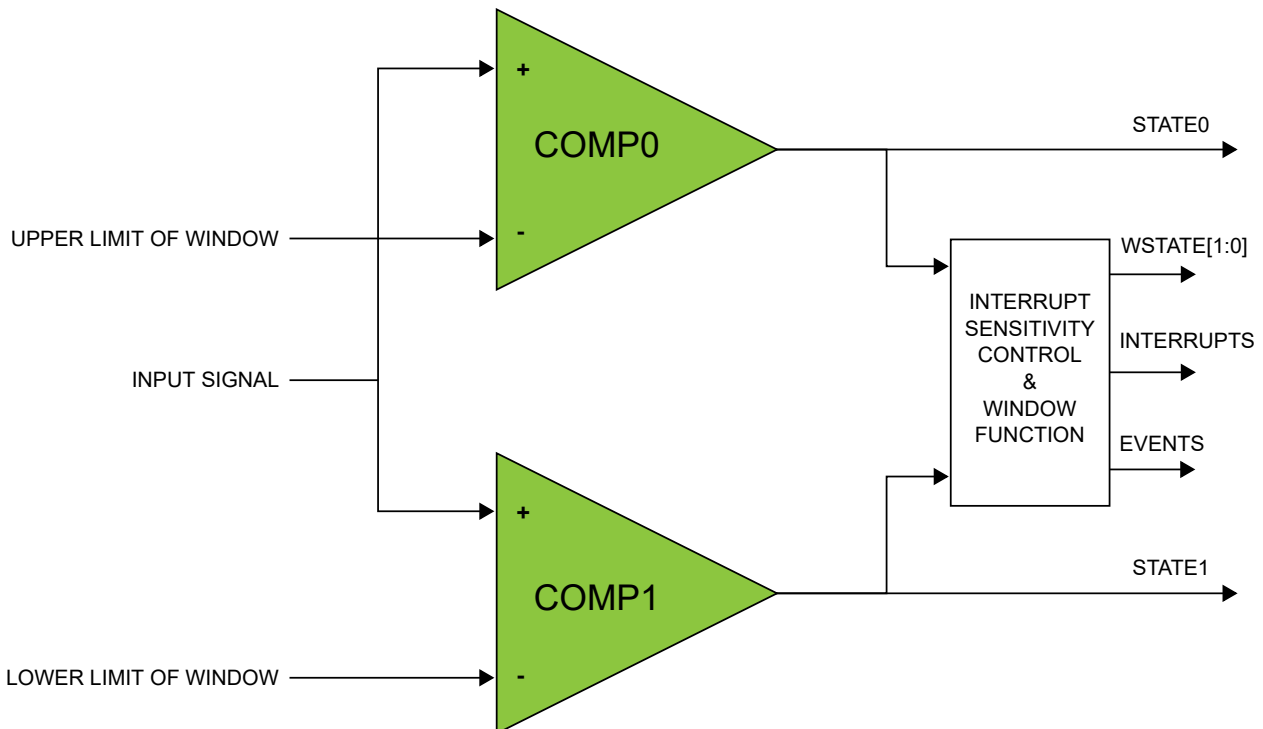 +
COMP0
-
STATE0
UPPER LIMIT OF WINDOW
WSTATE[1:0]
INTERRUPT
SENSITIVITY
CONTROL
&
WINDOW
FUNCTION
INTERRUPTS
EVENTS
INPUT SIGNAL
+
COMP1
-
STATE1
LOWER LIMIT OF WINDOW